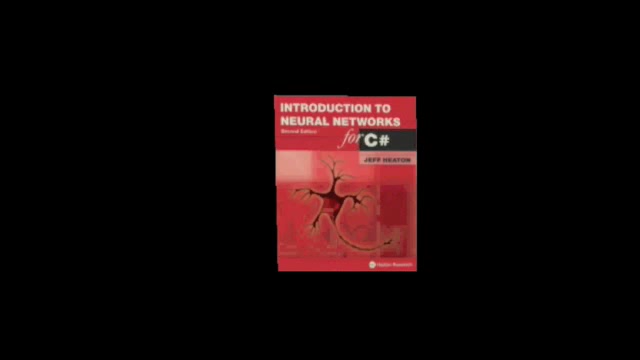 INTRODUCTION TO
NEURAL NETWORKS
Second Edition
for C#
JEFF HEATON
Heaton Research